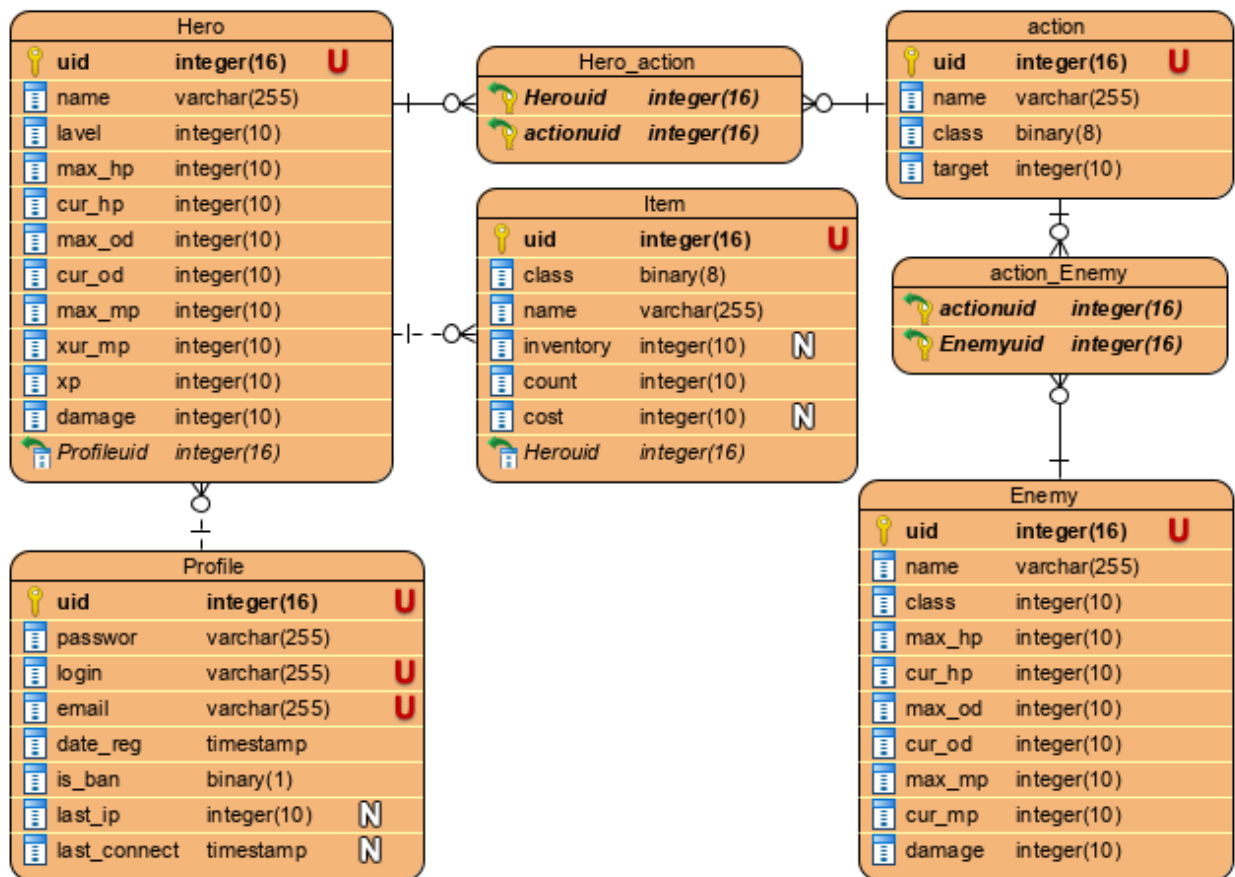 Hero
uid integer(16) U
name varchar(255)
lavel integer(10)
max_hp integer(10)
cur_hp integer(10)
max_od integer(10)
cur_od integer(10)
max_mp integer(10)
xur_mp integer(10)
xp integer(10)
damage integer(10)
Profileuid integer(16)
Hero_action
Herouid integer(16)
actionuid integer(16)
action
uid integer(16) U
name varchar(255)
class binary(8)
target integer(10)
Item
uid integer(16) U
class binary(8)
name varchar(255)
inventory integer(10) N
count integer(10)
cost integer(10) N
Herouid integer(16)
action_Enemy
actionuid integer(16)
Enemyuid integer(16)
Profile
uid integer(16) U
passwor varchar(255)
login varchar(255) U
email varchar(255) U
date_reg timestamp
is_ban binary(1)
last_ip integer(10) N
last_connect timestamp N
Enemy
uid integer(16) U
name varchar(255)
class integer(10)
max_hp integer(10)
cur_hp integer(10)
max_od integer(10)
cur_od integer(10)
max_mp integer(10)
cur_mp integer(10)
damage integer(10)